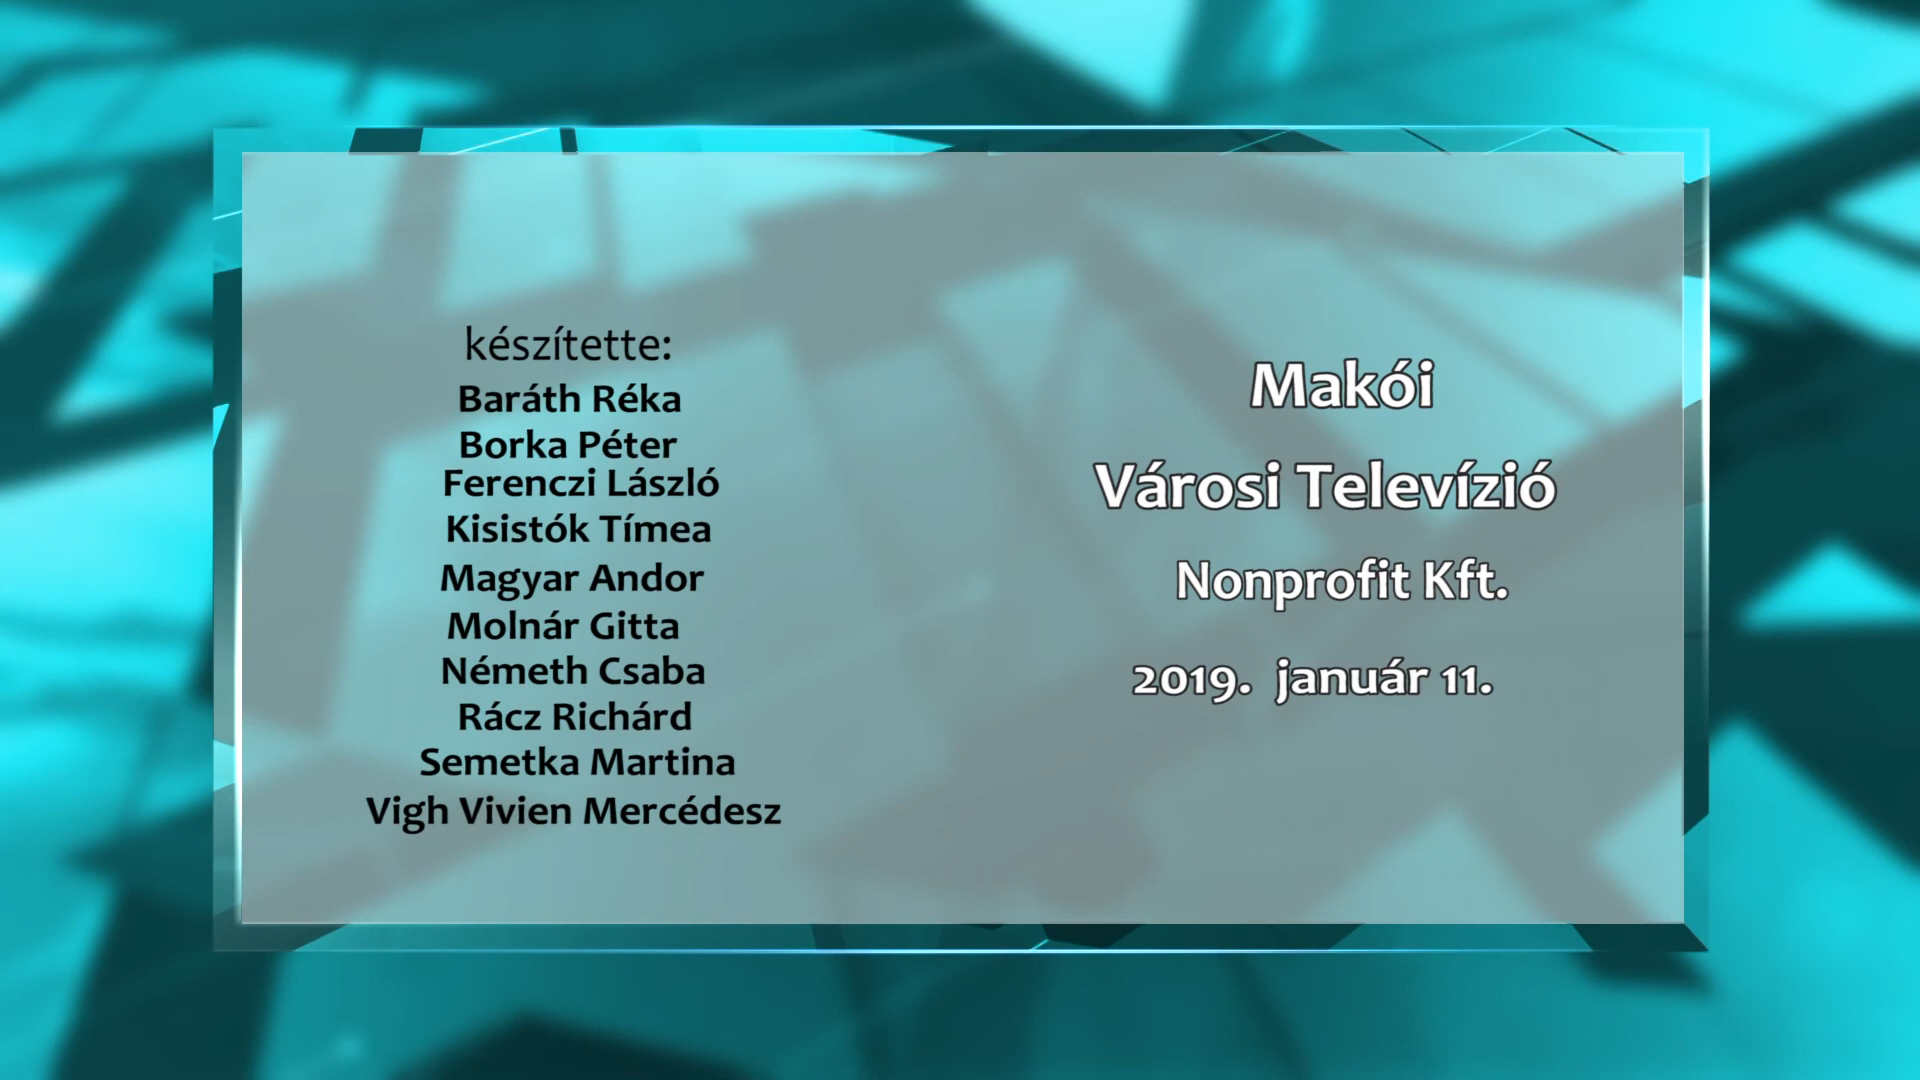 készítette:
Baráth Réka
Borka Péter
Ferenczi László
Kisistók Tímea
Magyar Andor
Molnár Gitta
Németh Csaba
Rácz Richárd
Semetka Martina
Vigh Vivien Mercédesz
Makói
Városi Televízió
Nonprofit Kft.
2019. január 11.